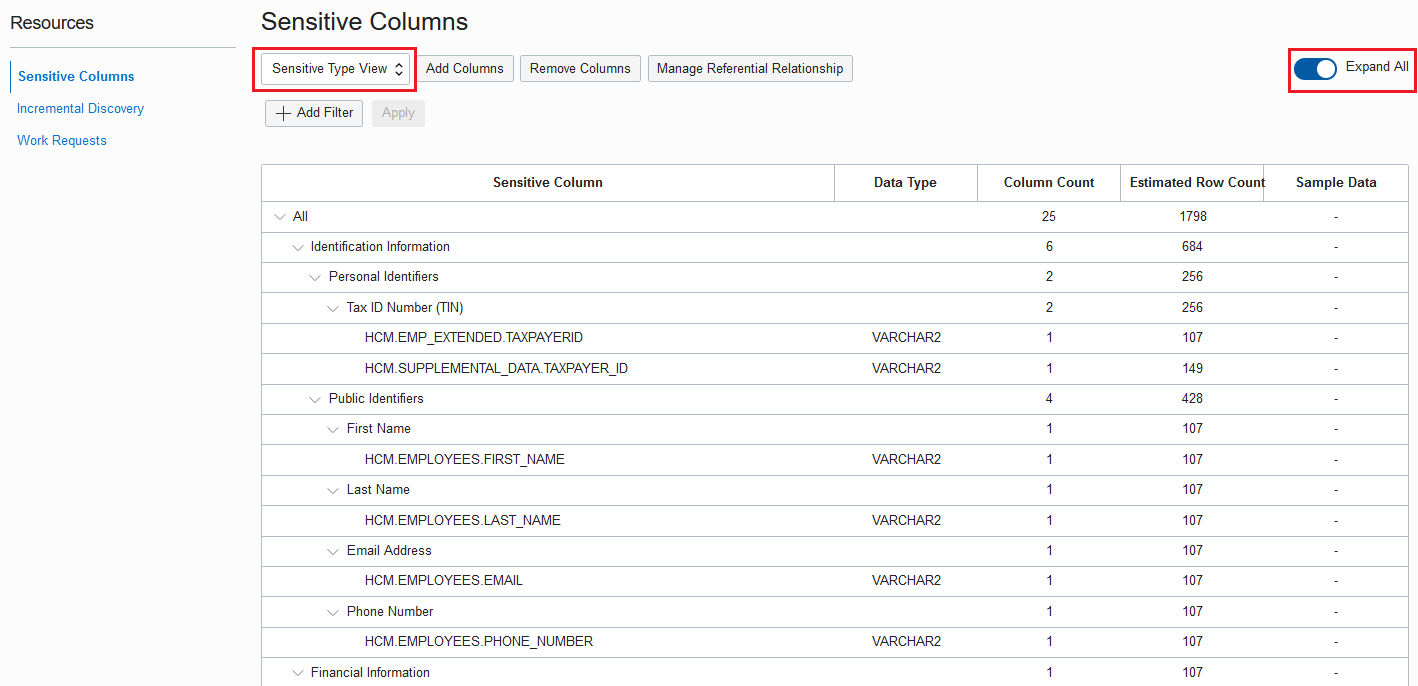 Resources
Sensitive Columns
Incremental Discovery
Work Requests
Sensitive Columns
Sensitive Type View Add Columns Remove Columns Manage Referential Relationship Expand All
Add Filter Apply
Sensitive Column Data Type Column Count Estimated Row Count Sample Data
All 25 1798 -
Identification Information 6 684 -
Personal Identifiers 2 256 -
Tax ID Number (TIN) 2 256 -
HCM.EMP_EXTENDED.TAXPAYERID VARCHAR2 1 107 -
HCM.SUPPLEMENTAL_DATA.TAXPAYER_ID VARCHAR2 1 149 -
Public Identifiers 4 428 -
First Name 1 107 -
HCM.EMPLOYEES.FIRST_NAME VARCHAR2 1 107 -
Last Name 1 107 -
HCM.EMPLOYEES.LAST_NAME VARCHAR2 1 107 -
Email Address 1 107 -
HCM.EMPLOYEES.EMAIL VARCHAR2 1 107 -
Phone Number 1 107 -
HCM.EMPLOYEES.PHONE_NUMBER VARCHAR2 1 107 -
Financial Information 1 107 -